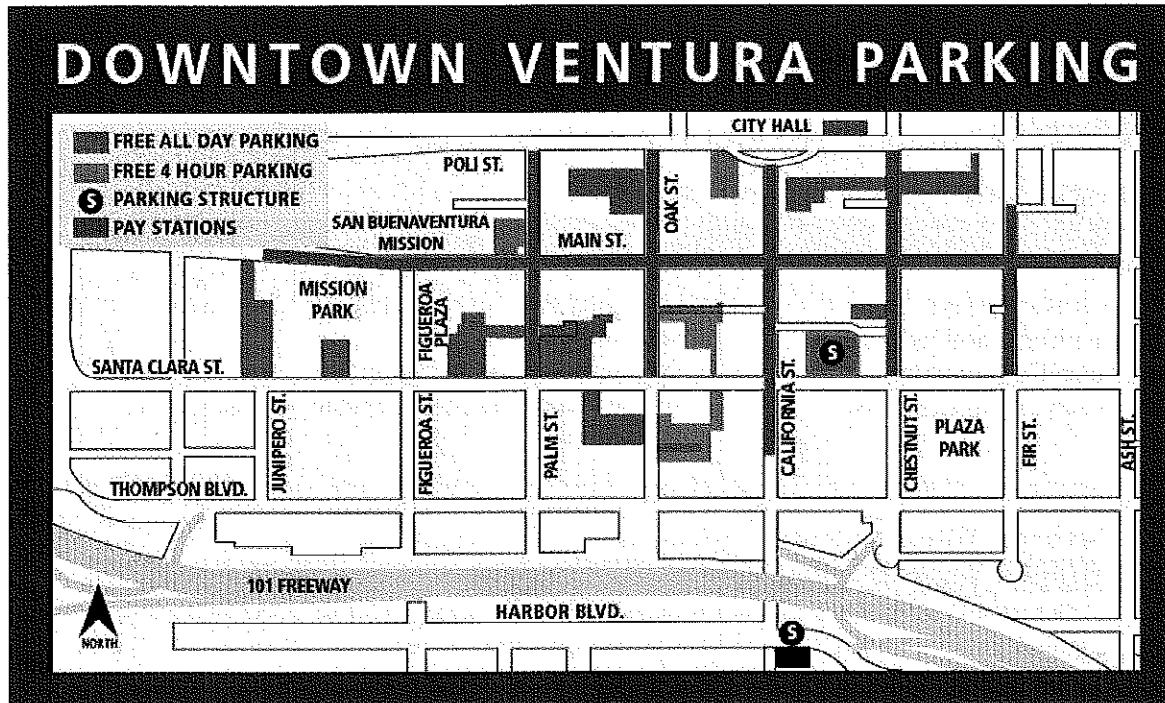 DOWNTOWN VENTURA PARKING
FREE ALL DAY PARKING
FREE 4 HOUR PARKING
S PARKING STRUCTURE
PAY STATIONS
CITY HALL
POLI ST.
OAK ST.
SAN BUENAVENTURA
MISSION
MAIN ST.
MISSION
PARK
FIGUEROA
PLAZA
S
SANTA CLARA ST.
JUNIPERO ST.
FIGUEROA ST.
PALM ST.
CALIFORNIA ST.
CHESTNUT ST.
PLAZA
PARK
FIR ST.
ASH ST.
THOMPSON BLVD.
101 FREEWAY
HARBOR BLVD.
S
NORTH